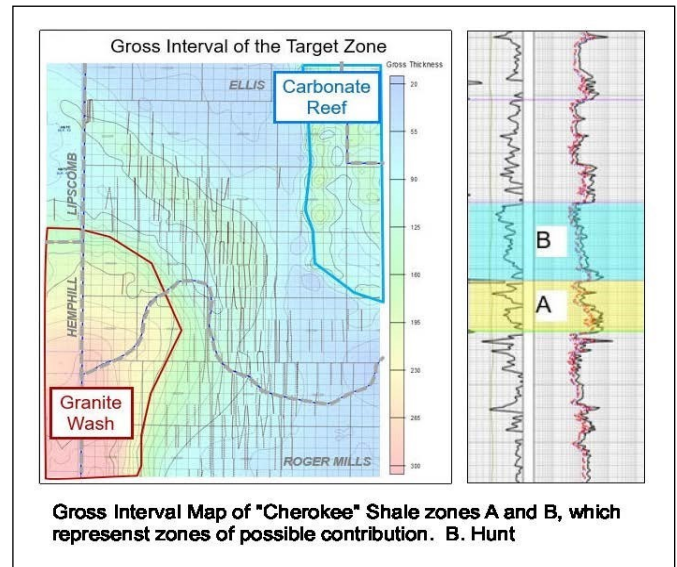 Gross Interval of the Target Zone
Gross Thickness
ELLIS
Carbonate
Reef
LIPSCOMB
HEMPHILL
Granite
Wash
ROGER MILLS
20
55
90
125
160
195
230
265
300
B
A
Gross Interval Map of "Cherokee" Shale zones A and B, which
represenst zones of possible contribution. B. Hunt